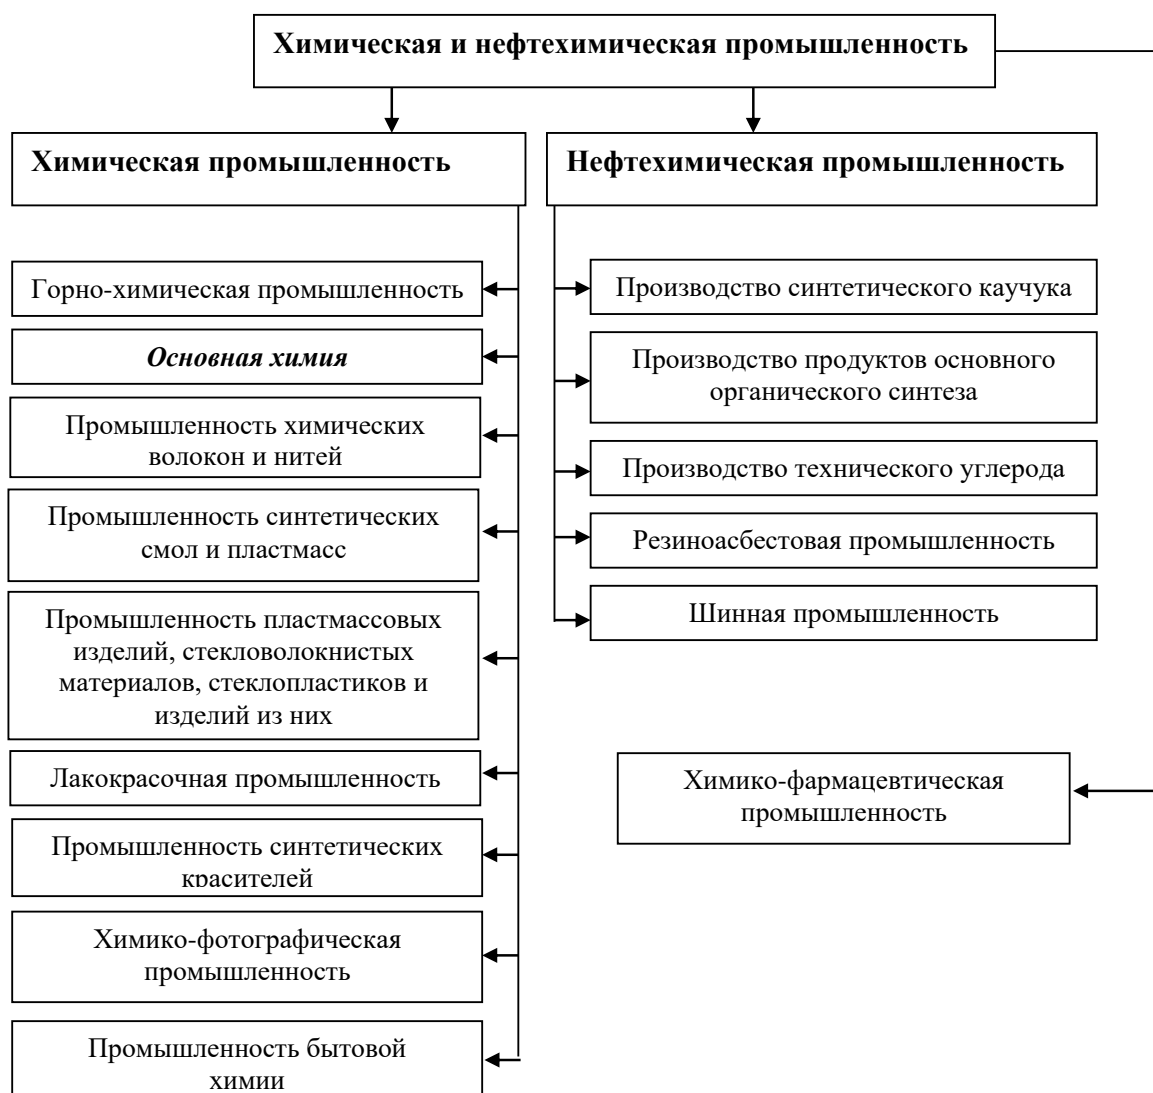 Химическая и нефтехимическая промышленность
Химическая промышленность
Нефтехимическая промышленность
Горно-химическая промышленность
Основная химия
Промышленность химических
волокон и нитей
Промышленность синтетических
смол и пластмасс
Промышленность пластмассовых
изделий, стекловолокнистых
материалов, стеклопластиков и
изделий из них
Лакокрасочная промышленность
Промышленность синтетических
красителей
Химико-фотографическая
промышленность
Промышленность бытовой
химии
Производство синтетического каучука
Производство продуктов основного
органического синтеза
Производство технического углерода
Резиноасбестовая промышленность
Шинная промышленность
Химико-фармацевтическая
промышленность